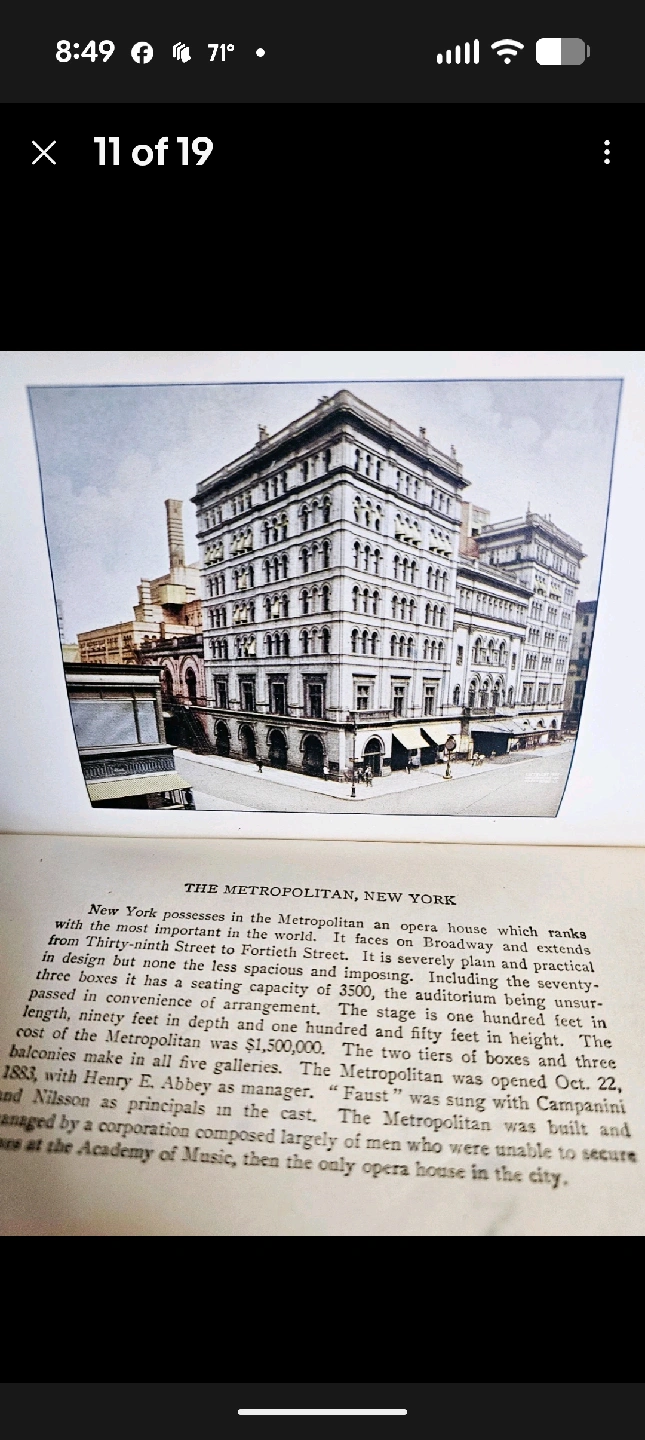 8:49 71°
11 of 19
THE METROPOLITAN, NEW YORK
New York possesses in the Metropolitan an opera house which ranks
with the most important in the world. It faces on Broadway and extends
from Thirty-ninth Street to Fortieth Street. It is severely plain and practical
in design but none the less spacious and imposing. Including the seventy-
three boxes it has a seating capacity of 3500, the auditorium being unsur-
passed in convenience of arrangement. The stage is one hundred feet in
length, ninety feet in depth and one hundred and fifty feet in height. The
cost of the Metropolitan was $1,500,000. The two tiers of boxes and three
balconies make in all five galleries. The Metropolitan was opened Oct. 22,
1883, with Henry E. Abbey as manager. "Faust" was sung with Campanini
and Nilsson as principals in the cast. The Metropolitan was built and
managed by a corporation composed largely of men who were unable to secure
at the Academy of Music, then the only opera house in the city.